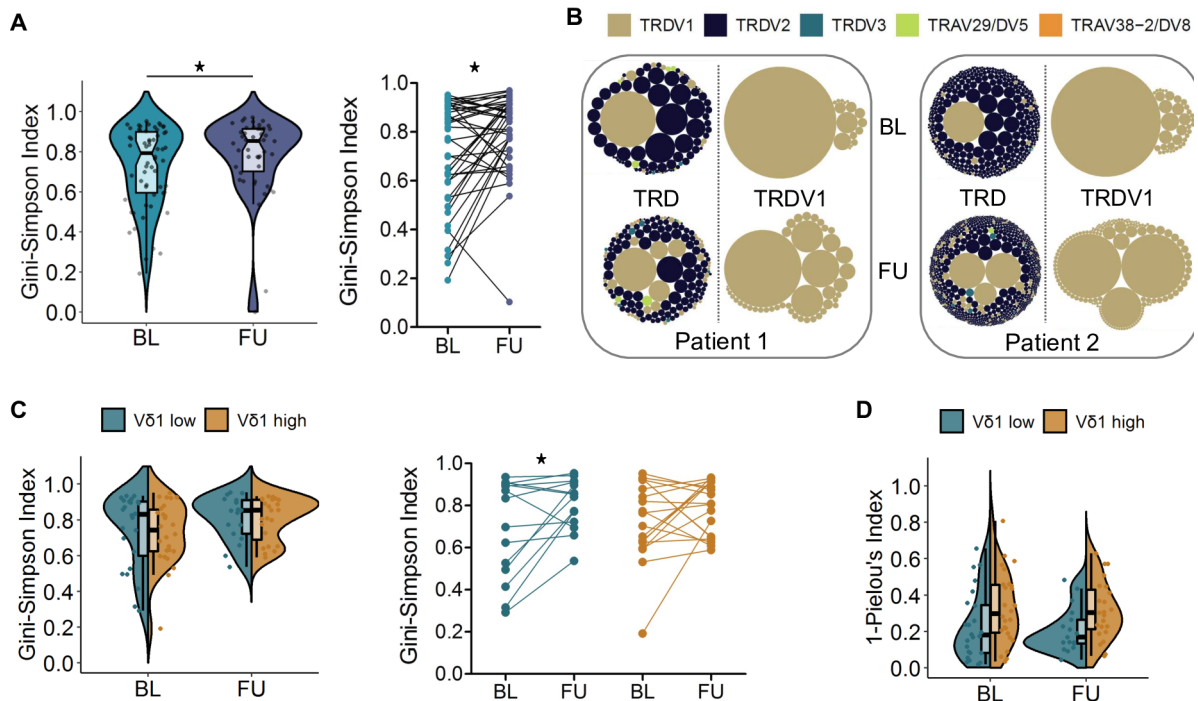 A
Gini-Simpson Index
1.0
0.8
0.6
0.4
0.2
0.0
BL
FU
★
Gini-Simpson Index
1.0
0.8
0.6
0.4
0.2
0.0
BL
FU
★
B
TRDV1 TRDV2 TRDV3 TRAV29/DV5 TRAV38−2/DV8
BL
TRD TRDV1 TRD TRDV1
FU
Patient 1 Patient 2
C
Vδ1 low Vδ1 high
Gini-Simpson Index
1.0
0.8
0.6
0.4
0.2
0.0
BL FU
★
Gini-Simpson Index
1.0
0.8
0.6
0.4
0.2
0.0
BL FU BL FU
D
Vδ1 low Vδ1 high
1-Pielou's Index
1.0
0.8
0.6
0.4
0.2
0.0
BL FU